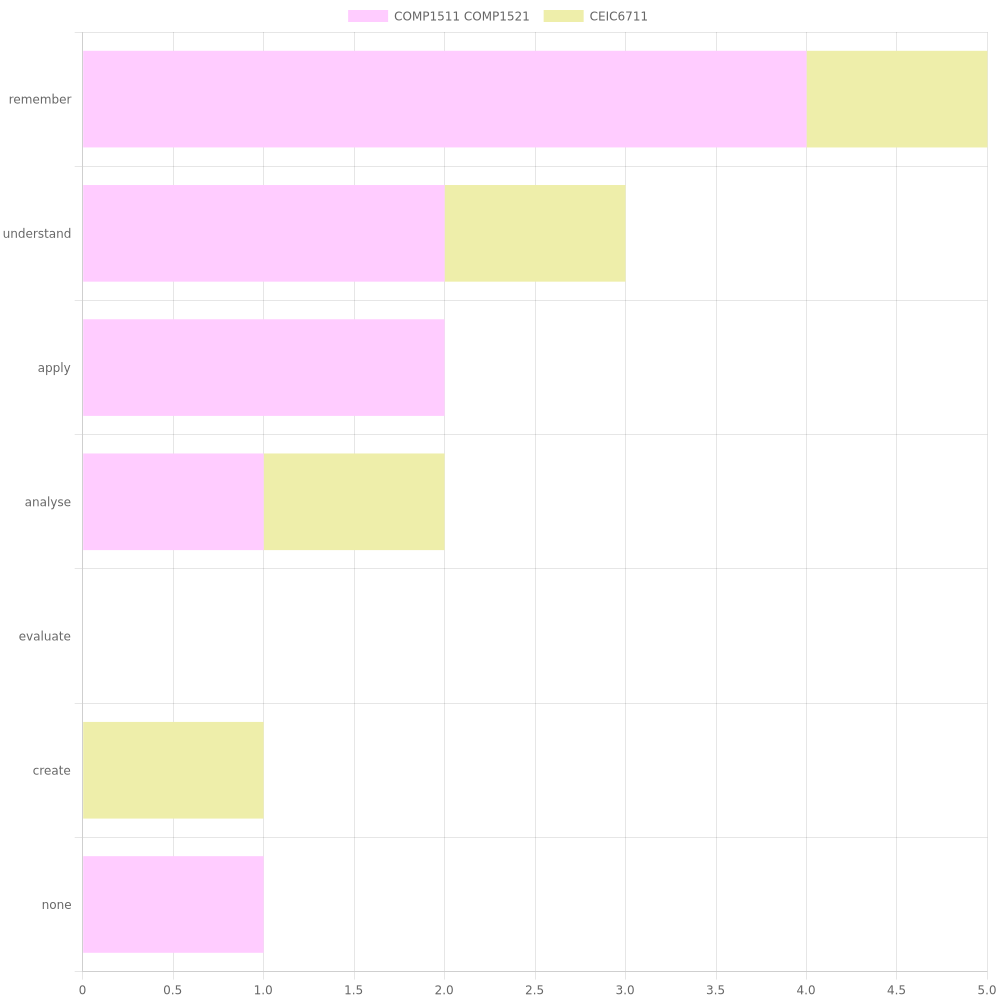 COMP1511 COMP1521 CEIC6711
remember
understand
apply
analyse
evaluate
create
none
0 0.5 1.0 1.5 2.0 2.5 3.0 3.5 4.0 4.5 5.0